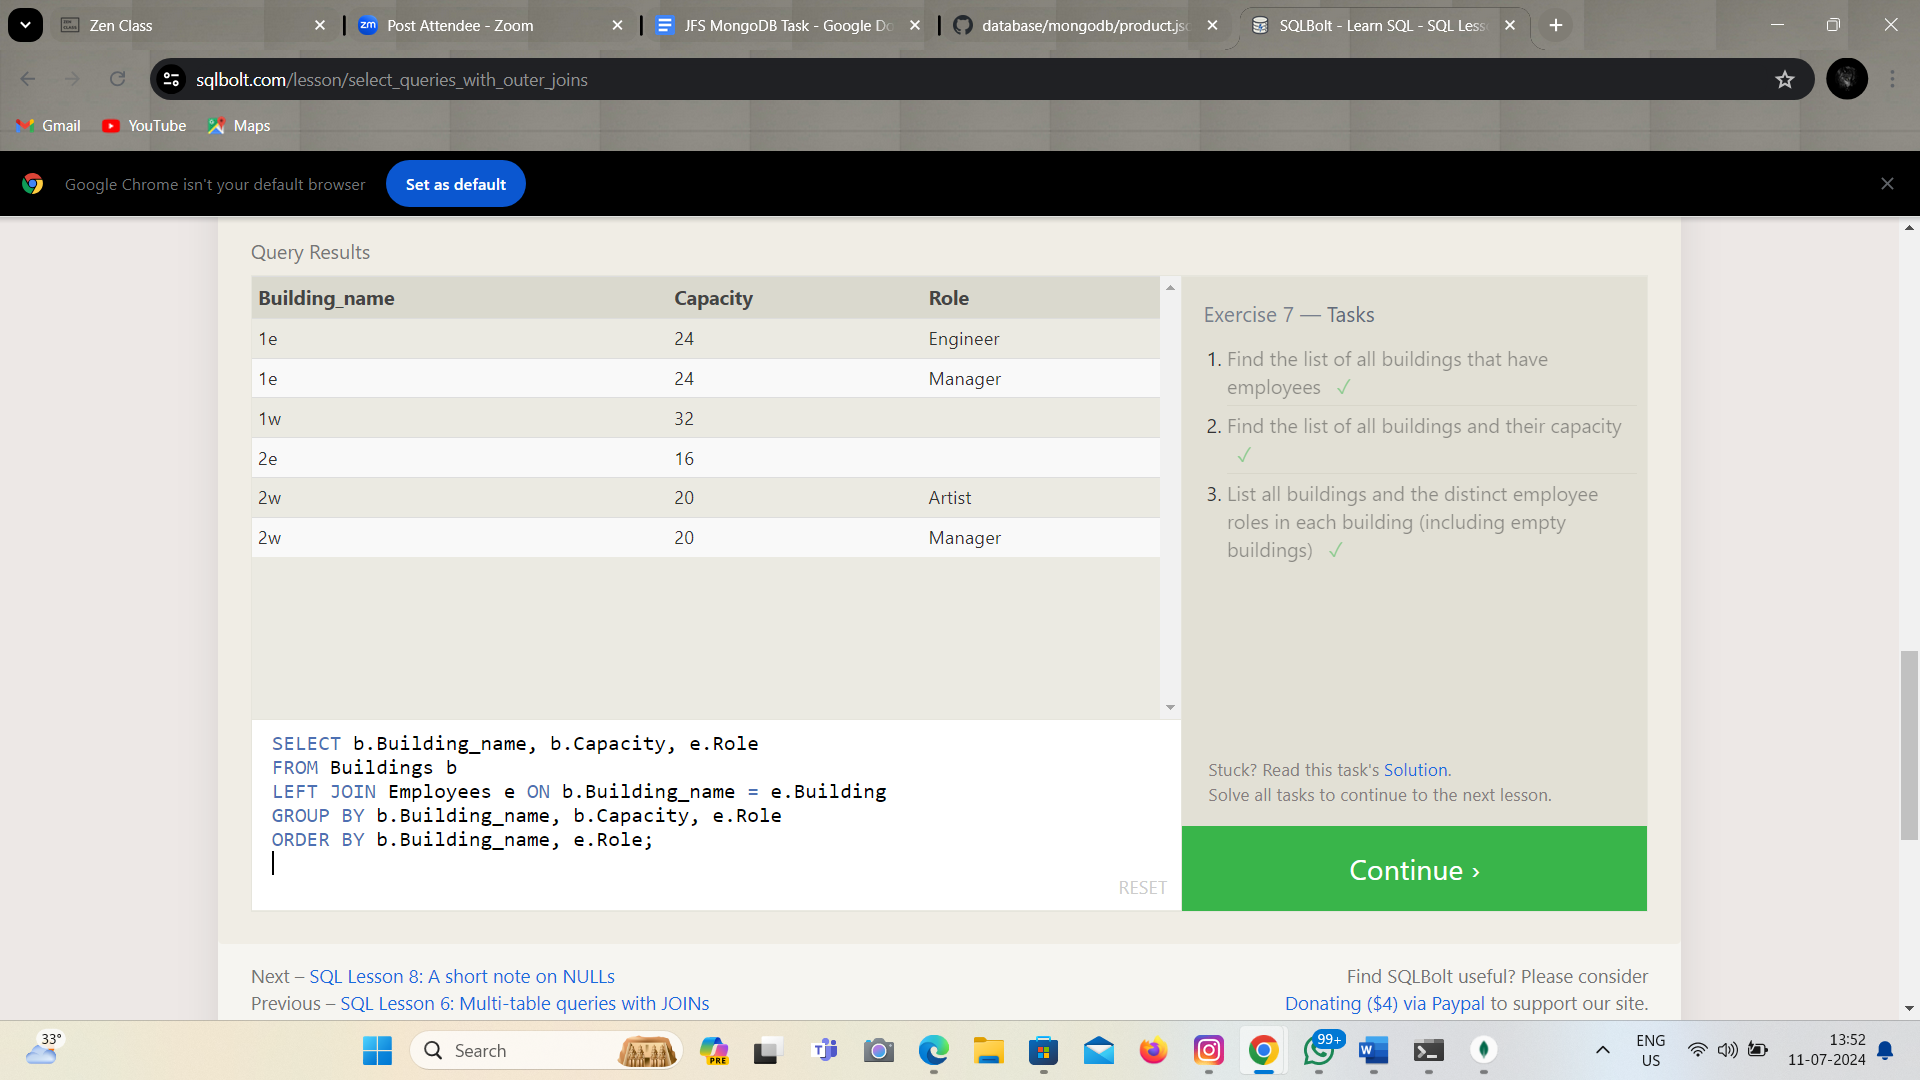 Zen Class
zm Post Attendee - Zoom
JFS MongoDB Task - Google Do
database/mongodb/product.jso
SQLBolt - Learn SQL - SQL Less
sqlbolt.com/lesson/select_queries_with_outer_joins
Gmail YouTube Maps
Google Chrome isn't your default browser Set as default
Query Results
Building_name Capacity Role
1e 24 Engineer
1e 24 Manager
1w 32
2e 16
2w 20 Artist
2w 20 Manager
SELECT b.Building_name, b.Capacity, e.Role
FROM Buildings b
LEFT JOIN Employees e ON b.Building_name = e.Building
GROUP BY b.Building_name, b.Capacity, e.Role
ORDER BY b.Building_name, e.Role;
RESET
Exercise 7 — Tasks
1. Find the list of all buildings that have
employees ✓
2. Find the list of all buildings and their capacity
✓
3. List all buildings and the distinct employee
roles in each building (including empty
buildings) ✓
Stuck? Read this task's Solution.
Solve all tasks to continue to the next lesson.
Continue ›
Next – SQL Lesson 8: A short note on NULLs
Previous – SQL Lesson 6: Multi-table queries with JOINs
Find SQLBolt useful? Please consider
Donating ($4) via Paypal to support our site.
33°
Search
PRE
99+
ENG
US
13:52
11-07-2024